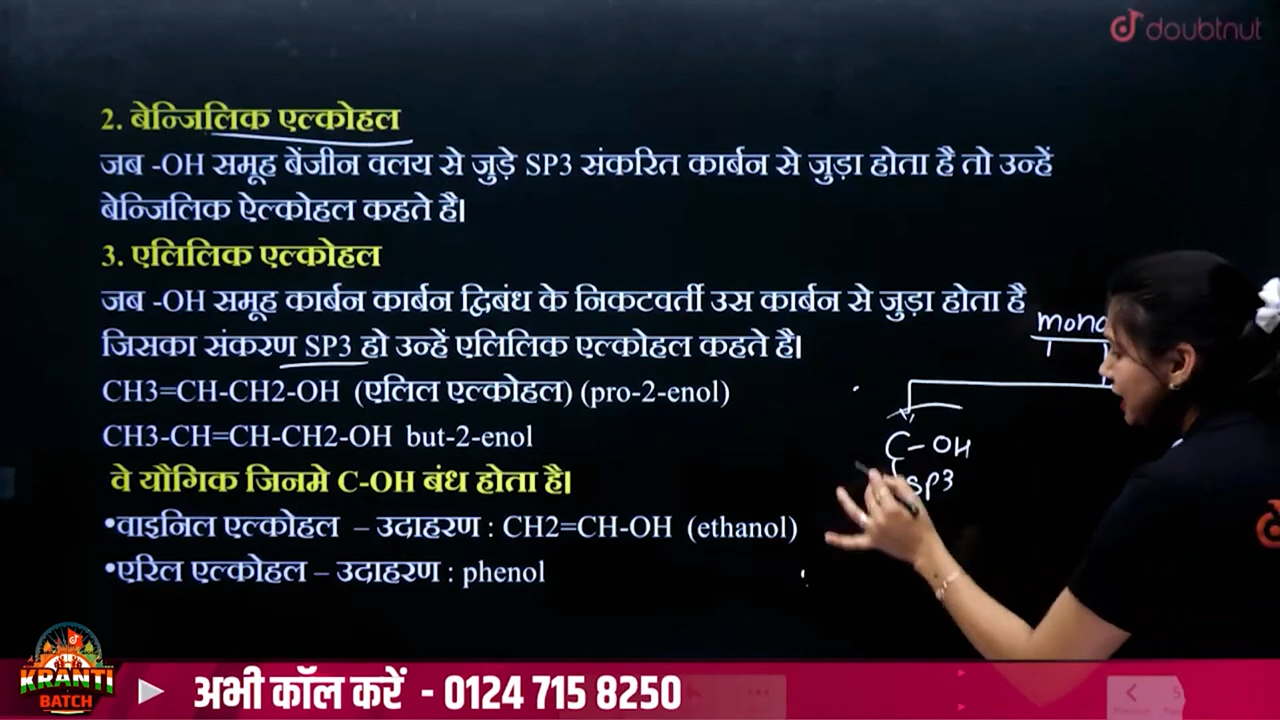 doubtnut
2. बेन्जिलिक एल्कोहल
जब -OH समूह बेंजीन वलय से जुड़े SP3 संकरित कार्बन से जुड़ा होता है तो उन्हें
बेन्जिलिक ऐल्कोहल कहते है।
3. एलिलिक एल्कोहल
जब -OH समूह कार्बन कार्बन द्विबंध के निकटवर्ती उस कार्बन से जुड़ा होता है
जिसका संकरण SP3 हो उन्हें एलिलिक एल्कोहल कहते है।
CH3=CH-CH2-OH (एलिल एल्कोहल) (pro-2-enol)
CH3-CH=CH-CH2-OH but-2-enol
वे यौगिक जिनमे C-OH बंध होता है।
•वाइनिल एल्कोहल – उदाहरण : CH2=CH-OH (ethanol)
•एरिल एल्कोहल – उदाहरण : phenol
mono
C-OH
SP3
KRANTI
BATCH
अभी कॉल करें - 0124 715 8250